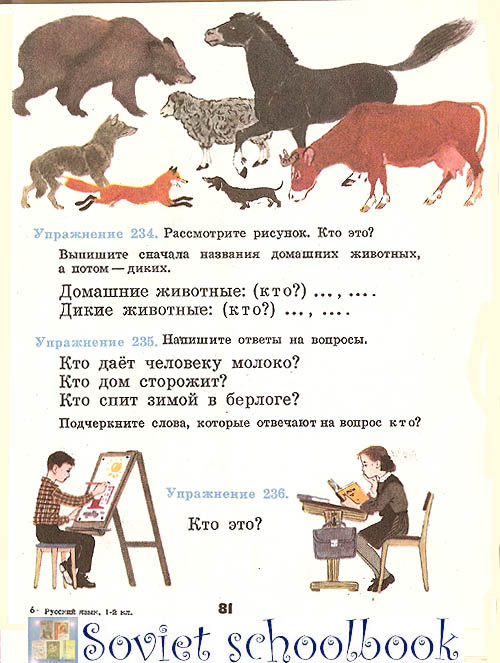 Упражнение 234. Рассмотрите рисунок. Кто это?
Выпишите сначала названия домашних животных,
а потом — диких.
Домашние животные: (кто?) ..., ....
Дикие животные: (кто?) ..., ....
Упражнение 235. Напишите ответы на вопросы.
Кто даёт человеку молоко?
Кто дом сторожит?
Кто спит зимой в берлоге?
Подчеркните слова, которые отвечают на вопрос кто?
Упражнение 236.
Кто это?
6 Русский язык, 1-й кл.
81
Soviet schoolbook